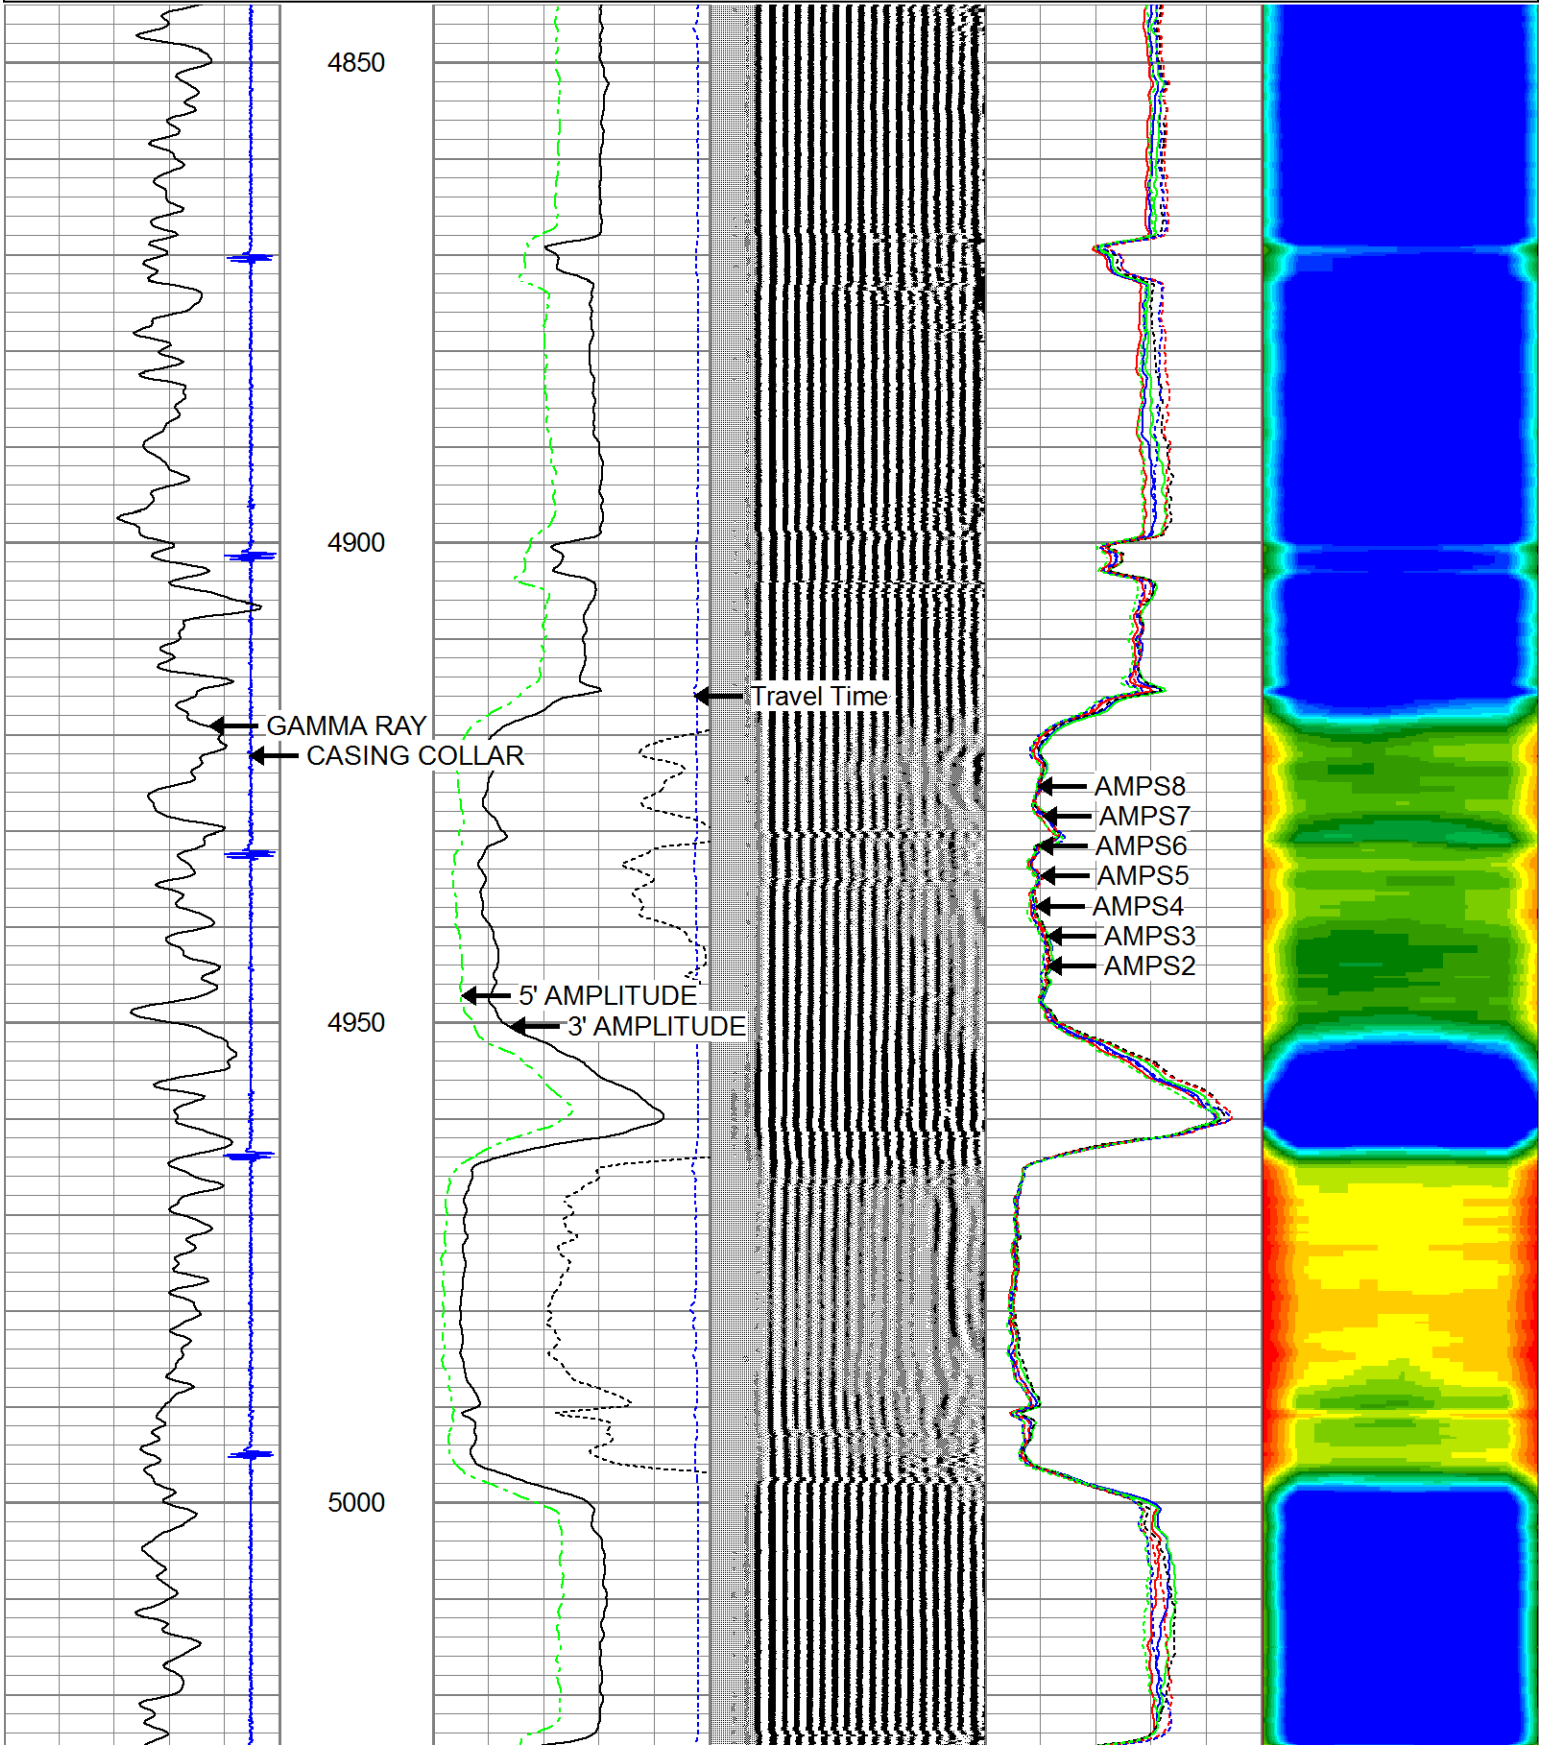 4850
4900
Travel Time
GAMMA RAY
CASING COLLAR
AMPS8
AMPS7
AMPS6
AMPS5
AMPS4
AMPS3
AMPS2
5' AMPLITUDE
4950
3' AMPLITUDE
5000